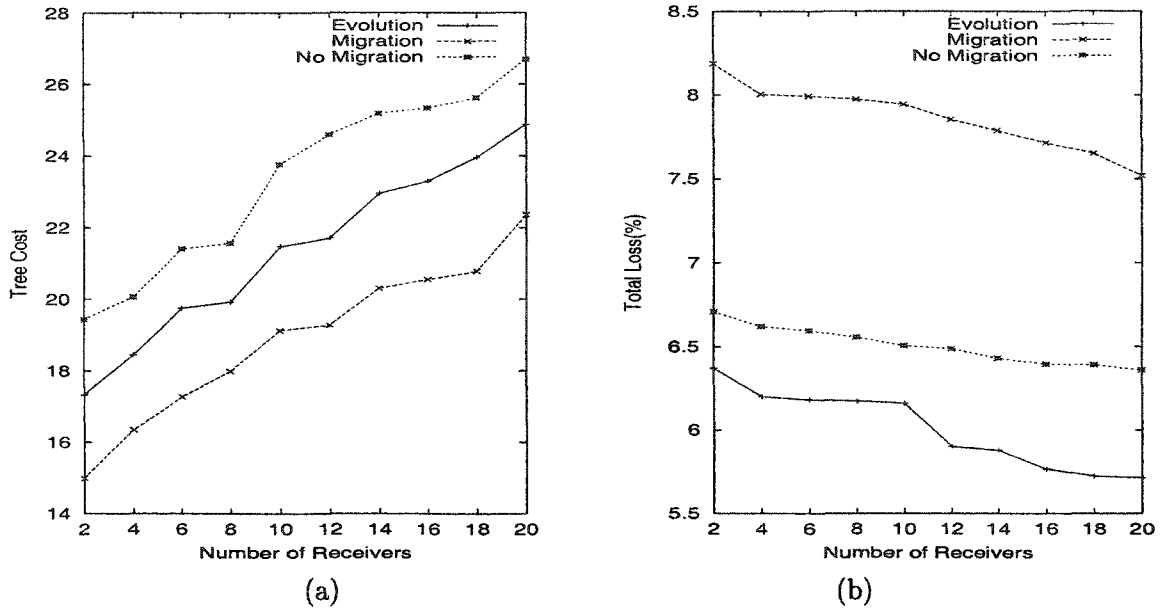 Evolution
Migration
No Migration
28
26
24
22
20
18
16
14
Tree Cost
2 4 6 8 10 12 14 16 18 20
Number of Receivers
(a)
Evolution
Migration
No Migration
8.5
8
7.5
7
6.5
6
5.5
Total Loss(%)
2 4 6 8 10 12 14 16 18 20
Number of Receivers
(b)